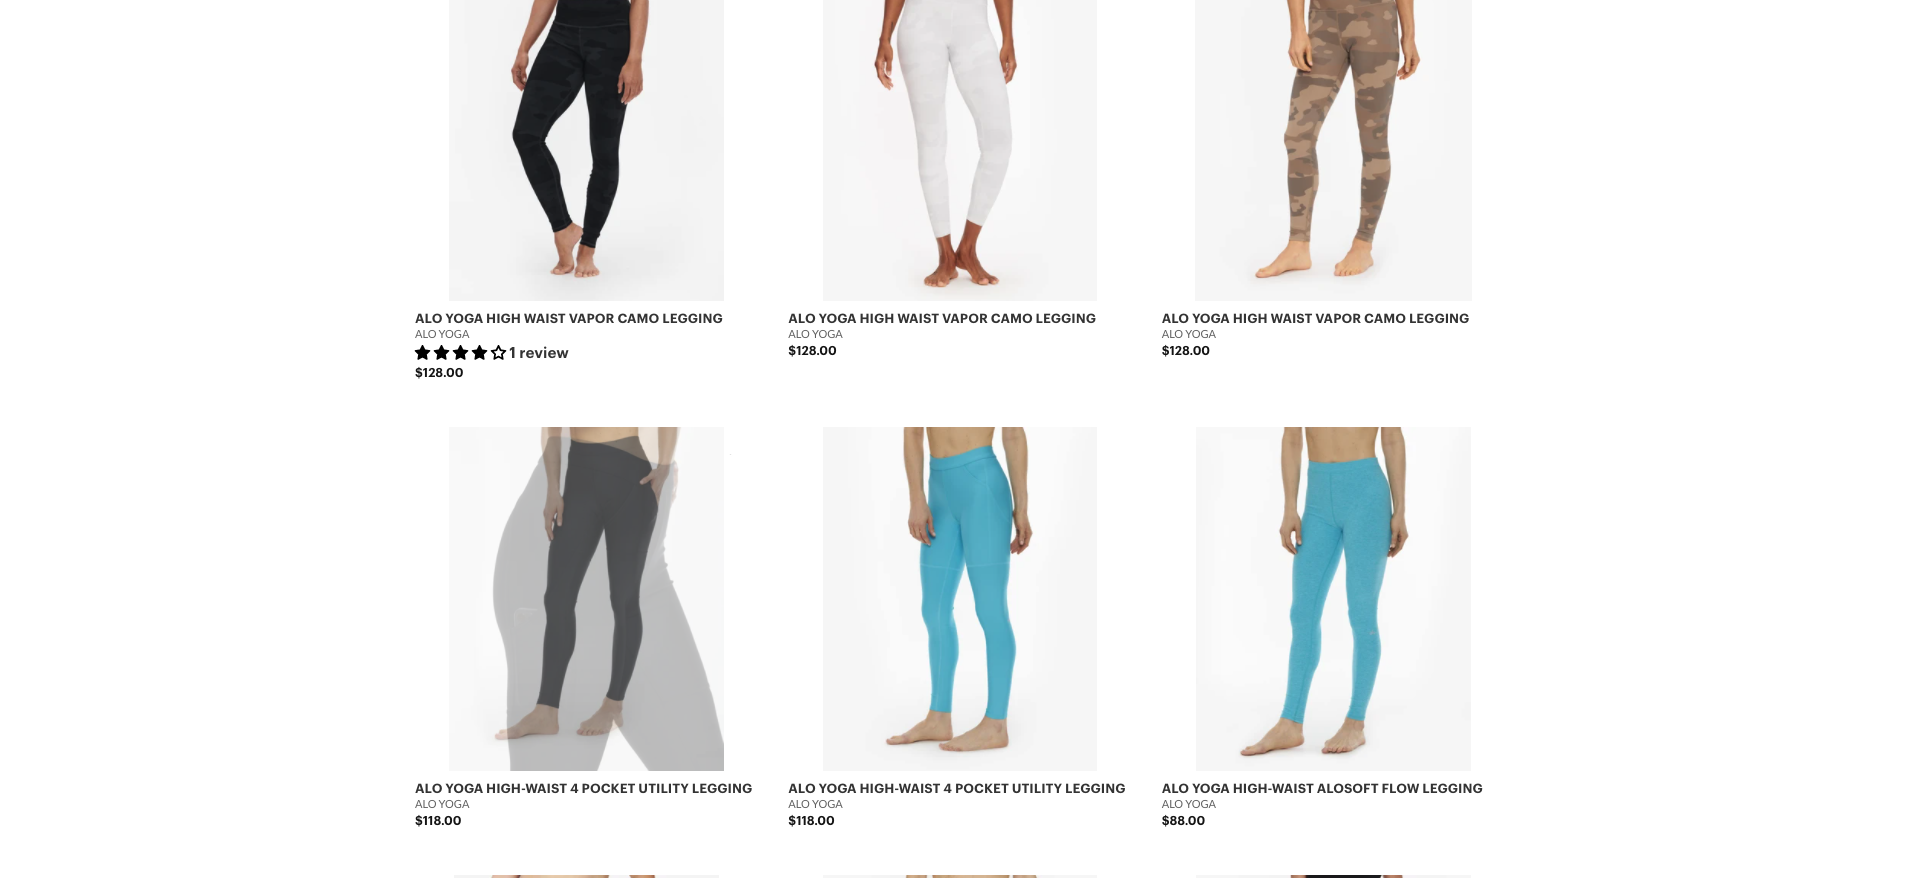 ALO YOGA HIGH WAIST VAPOR CAMO LEGGING
ALO YOGA
1 review
$128.00
ALO YOGA HIGH WAIST VAPOR CAMO LEGGING
ALO YOGA
$128.00
ALO YOGA HIGH WAIST VAPOR CAMO LEGGING
ALO YOGA
$128.00
ALO YOGA HIGH-WAIST 4 POCKET UTILITY LEGGING
ALO YOGA
$118.00
ALO YOGA HIGH-WAIST 4 POCKET UTILITY LEGGING
ALO YOGA
$118.00
ALO YOGA HIGH-WAIST ALOSOFT FLOW LEGGING
ALO YOGA
$88.00